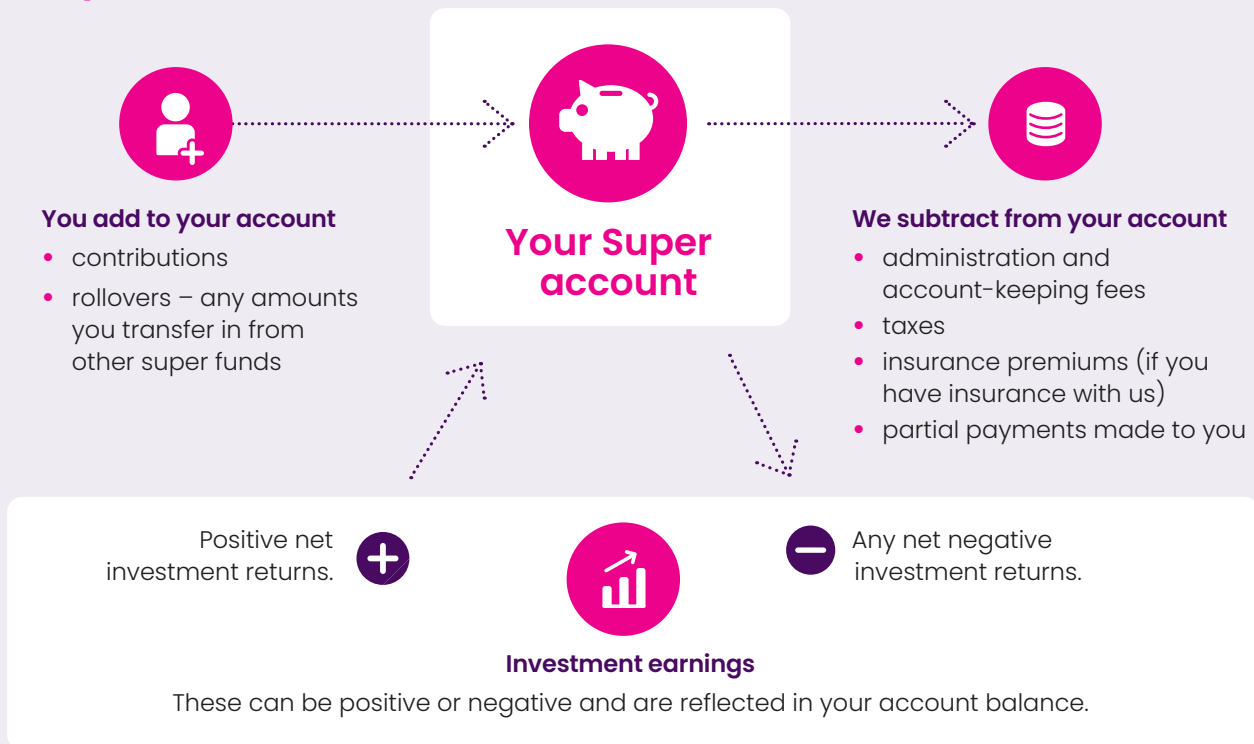 You add to your account
• contributions
• rollovers – any amounts
you transfer in from
other super funds
Your Super
account
We subtract from your account
• administration and
account-keeping fees
• taxes
• insurance premiums (if you
have insurance with us)
• partial payments made to you
Positive net
investment returns.
Any net negative
investment returns.
Investment earnings
These can be positive or negative and are reflected in your account balance.